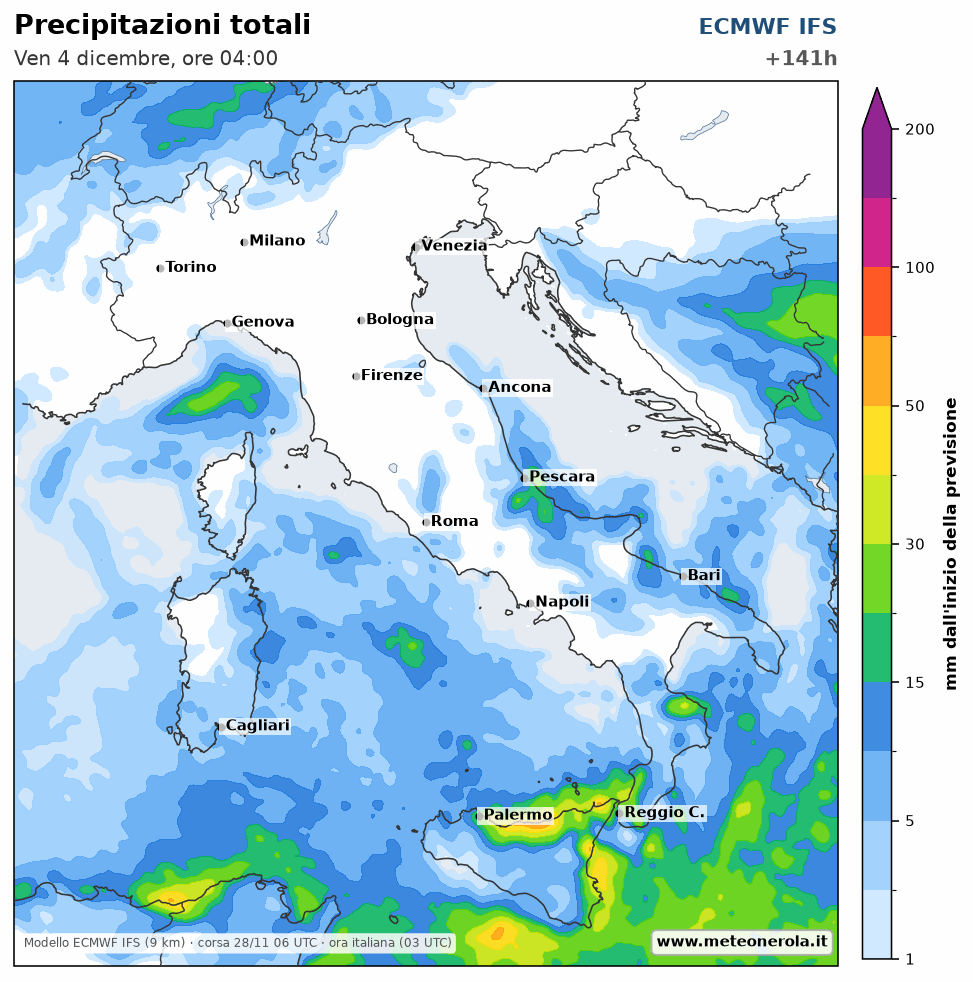 Precipitazioni totali
ECMWF IFS
Ven 4 dicembre, ore 04:00
+141h
Milano
Venezia
Torino
Genova
Bologna
Firenze
Ancona
Pescara
Roma
Bari
Napoli
Cagliari
Palermo
Reggio C.
Modello ECMWF IFS (9 km) · corsa 28/11 06 UTC · ora italiana (03 UTC)
www.meteonerola.it
200
100
50
30
15
5
1
mm dall'inizio della previsione